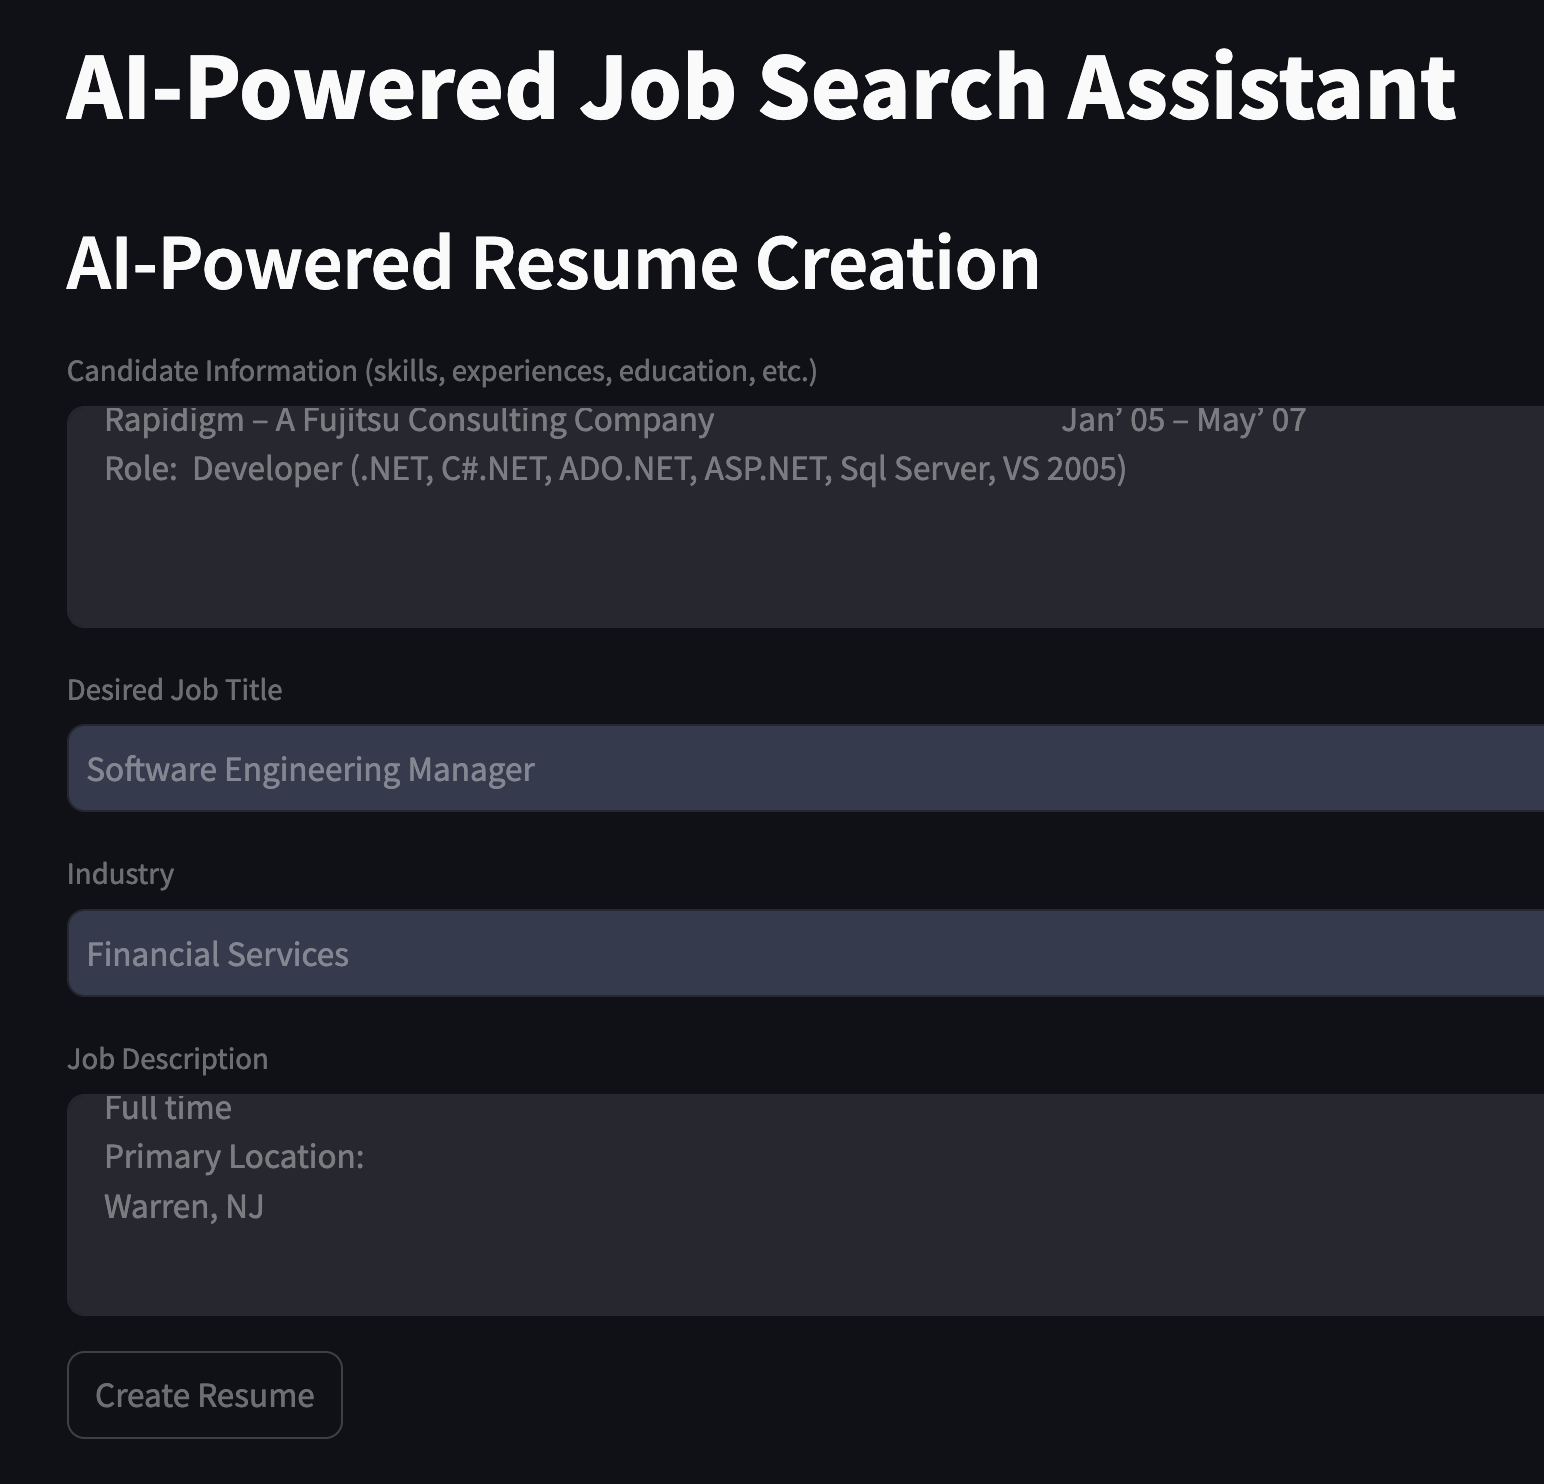 AI-Powered Job Search Assistant
AI-Powered Resume Creation
Candidate Information (skills, experiences, education, etc.)
Rapidigm – A Fujitsu Consulting Company Jan’ 05 – May’ 07
Role:  Developer (.NET, C#.NET, ADO.NET, ASP.NET, Sql Server, VS 2005)
Desired Job Title
Software Engineering Manager
Industry
Financial Services
Job Description
Full time
Primary Location:
Warren, NJ
Create Resume